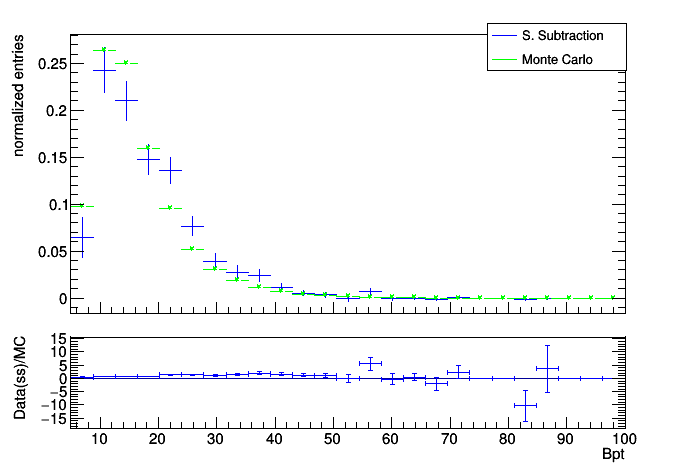 S. Subtraction
Monte Carlo
normalized entries
0.25
0.2
0.15
0.1
0.05
0
Data(ss)/MC
15
10
5
0
−5
−10
−15
10 20 30 40 50 60 70 80 90 100
Bpt